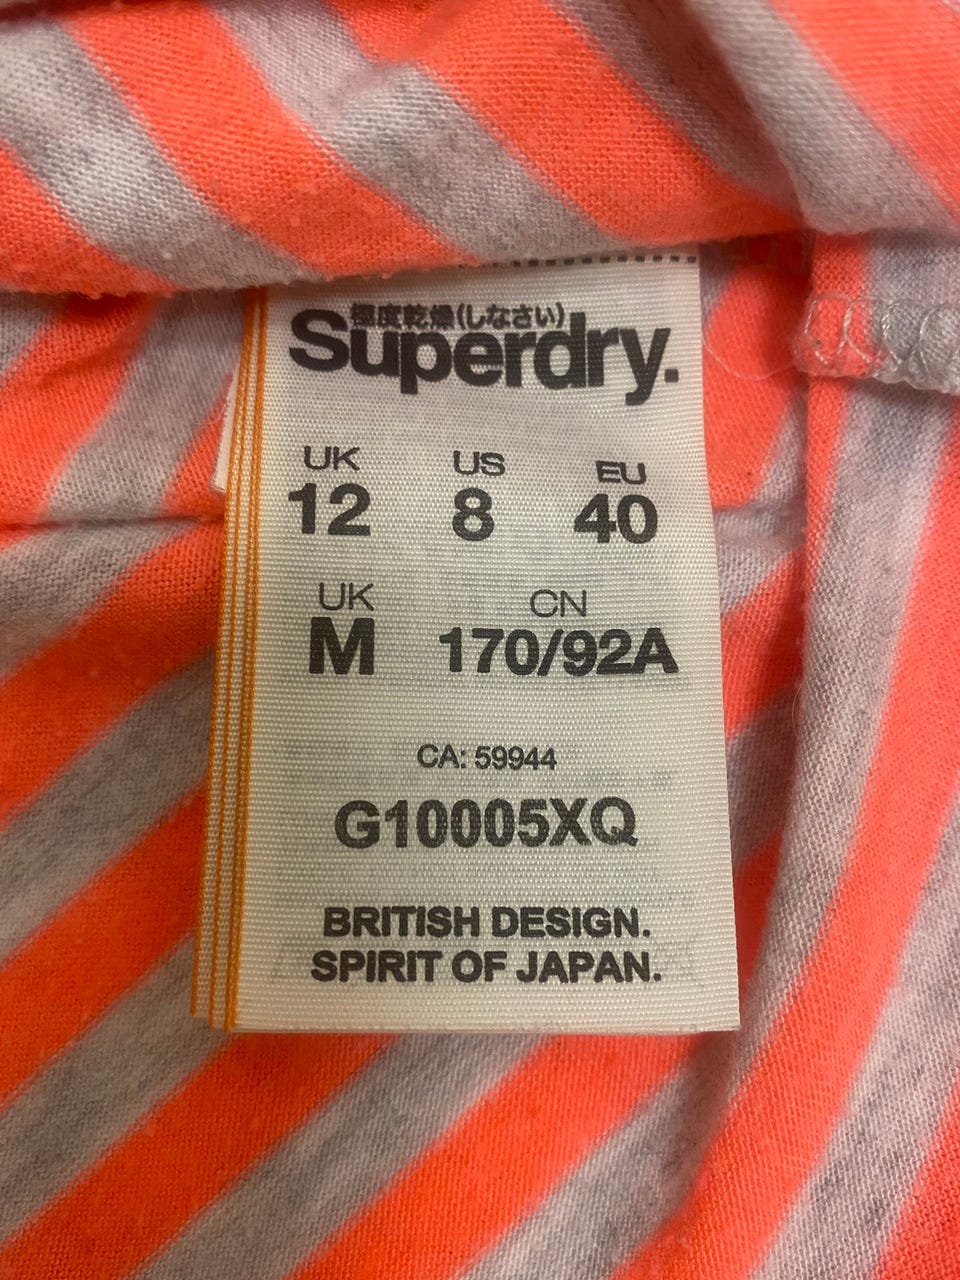 極度乾燥(しなさい)
Superdry.
UK US EU
12 8 40
UK CN
M 170/92A
CA: 59944
G10005XQ
BRITISH DESIGN.
SPIRIT OF JAPAN.